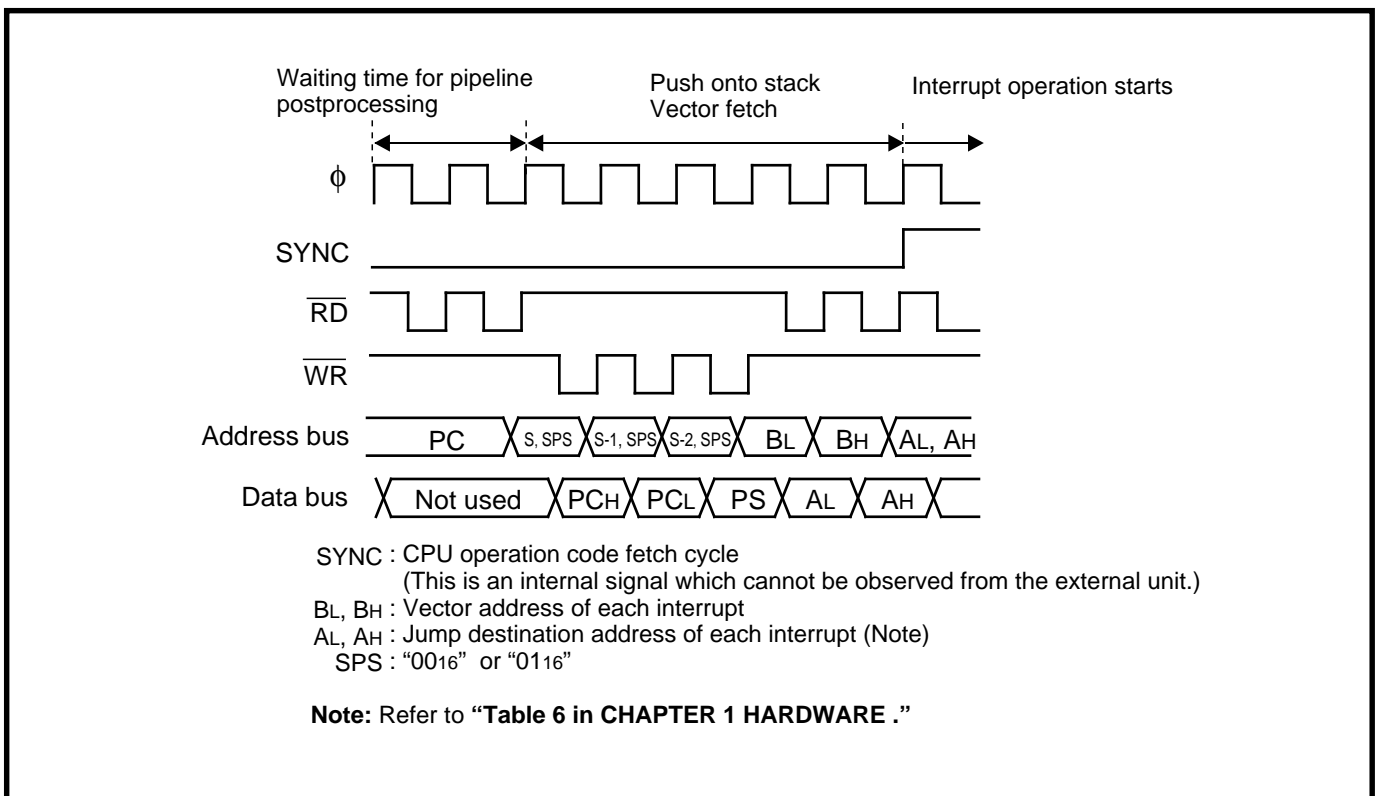 Waiting time for pipeline
postprocessing
Push onto stack
Vector fetch
Interrupt operation starts
ϕ
SYNC
RD
WR
Address bus
PC
S, SPS
S-1, SPS
S-2, SPS
BL
BH
AL, AH
Data bus
Not used
PCH
PCL
PS
AL
AH
SYNC : CPU operation code fetch cycle
(This is an internal signal which cannot be observed from the external unit.)
BL, BH : Vector address of each interrupt
AL, AH : Jump destination address of each interrupt (Note)
SPS : “0016” or “0116”
Note: Refer to “Table 6 in CHAPTER 1 HARDWARE .”